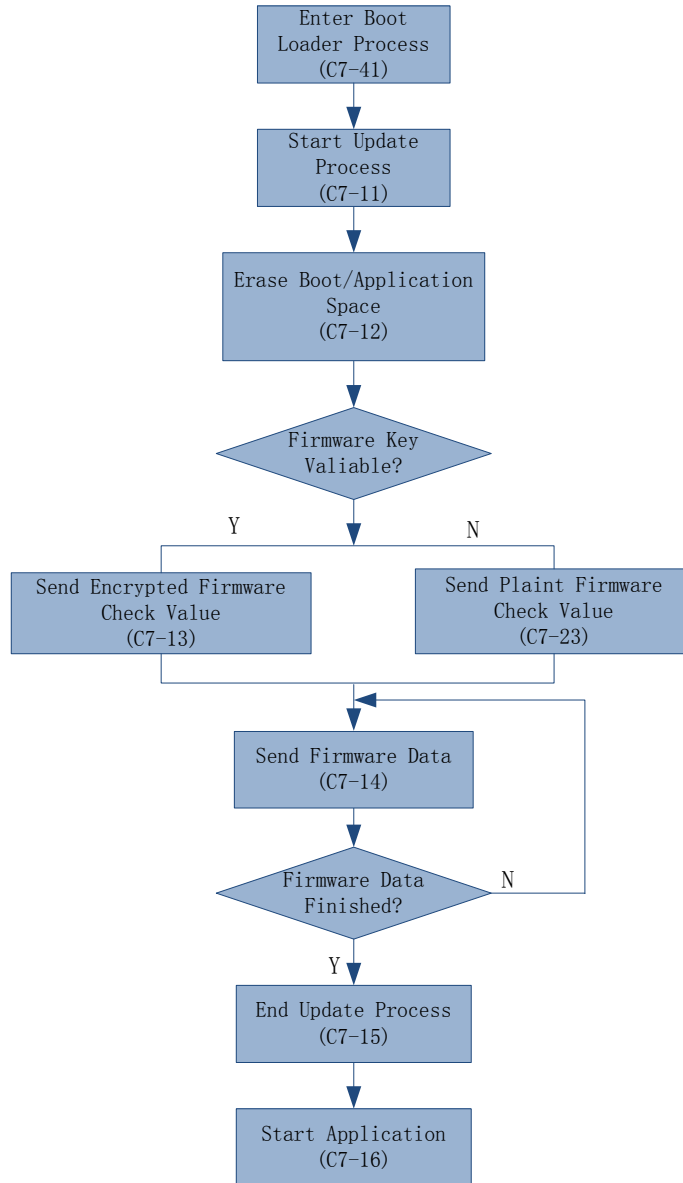 Enter Boot
Loader Process
(C7-41)
Start Update
Process
(C7-11)
Erase Boot/Application
Space
(C7-12)
Firmware Key
Valiable?
Y
N
Send Encrypted Firmware
Check Value
(C7-13)
Send Plaint Firmware
Check Value
(C7-23)
Send Firmware Data
(C7-14)
Firmware Data
Finished?
N
Y
End Update Process
(C7-15)
Start Application
(C7-16)